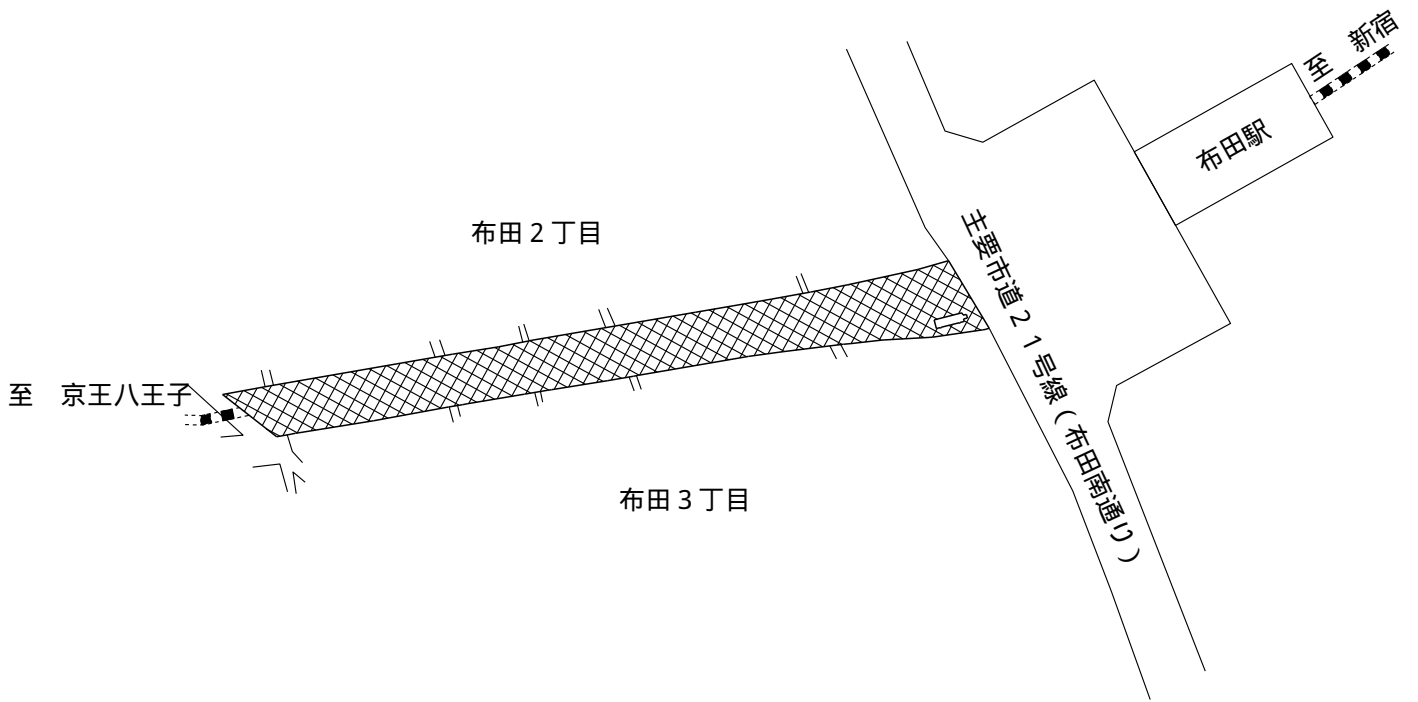 至　新宿
布田駅
布田２丁目
主要市道２１号線（布田南通り）
至　京王八王子
布田３丁目